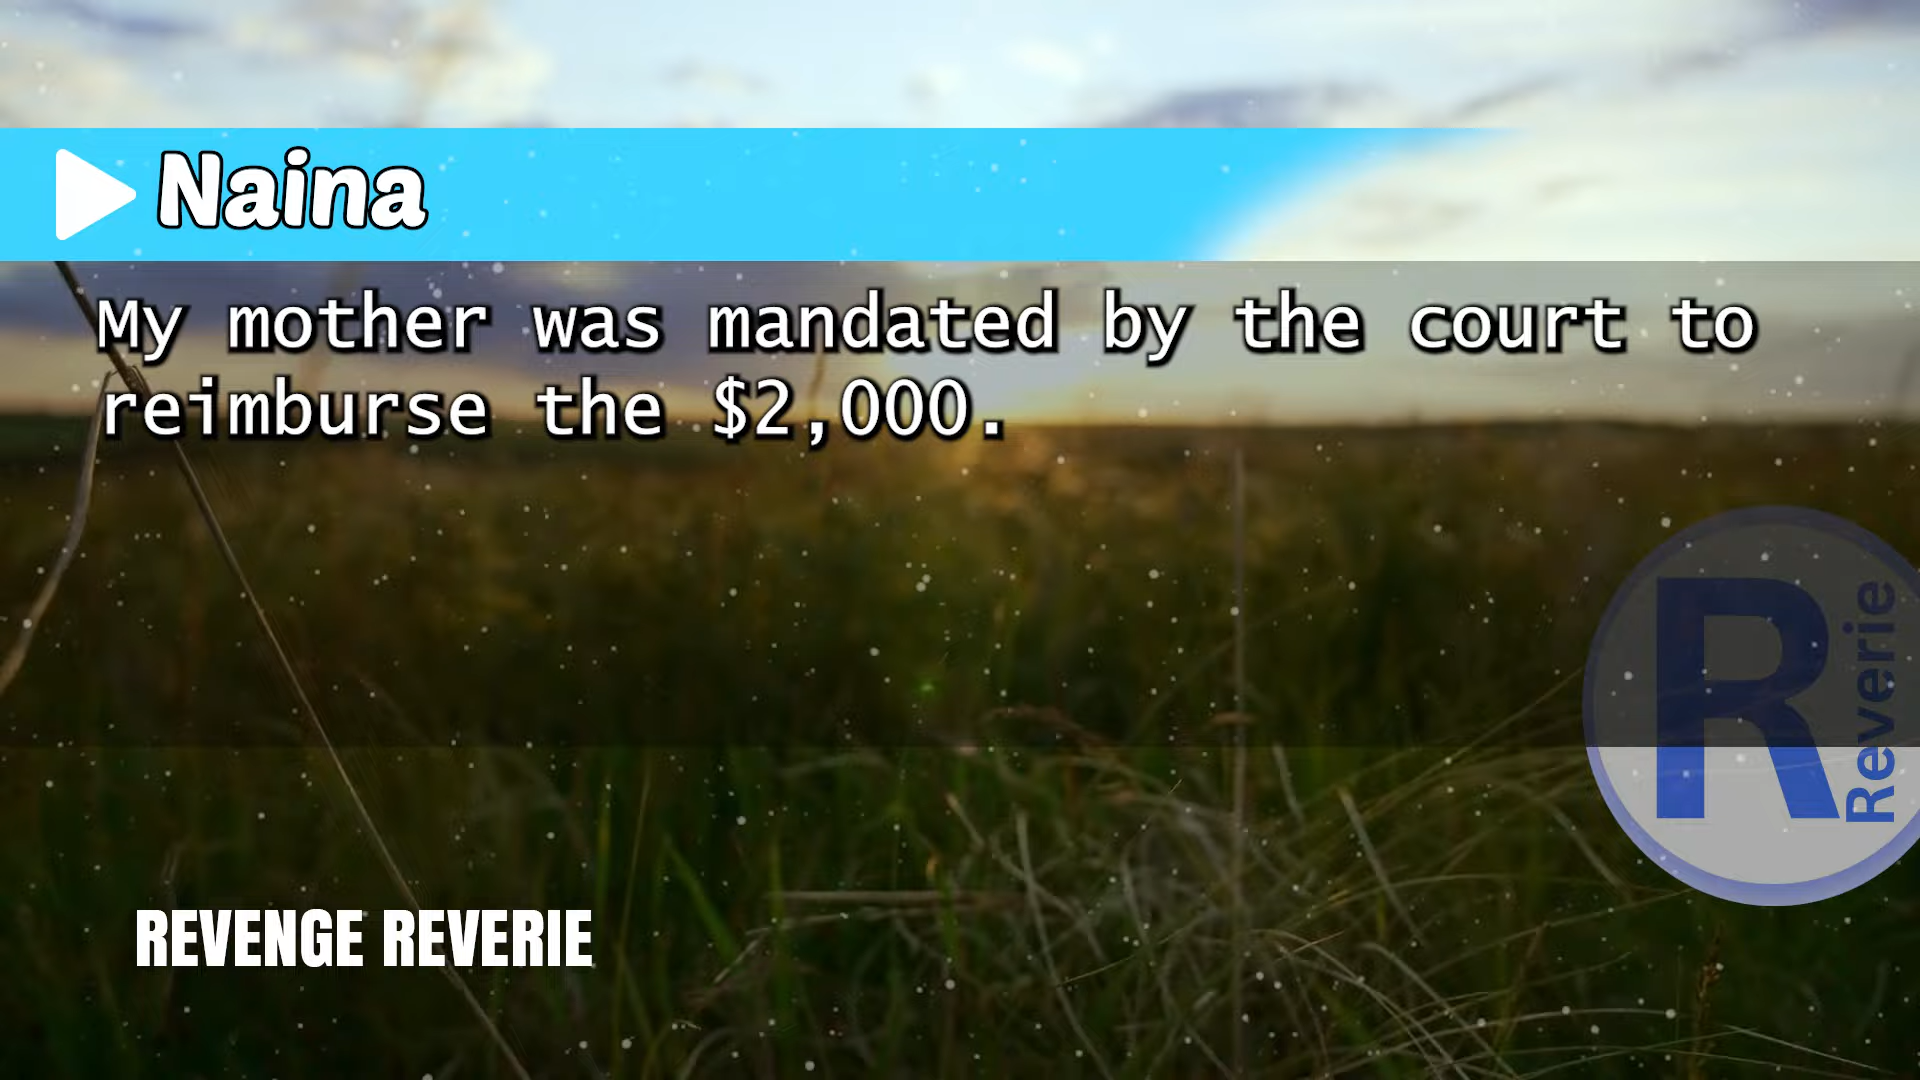 Naina
My mother was mandated by the court to
reimburse the $2,000.
R
Reverie
REVENGE REVERIE